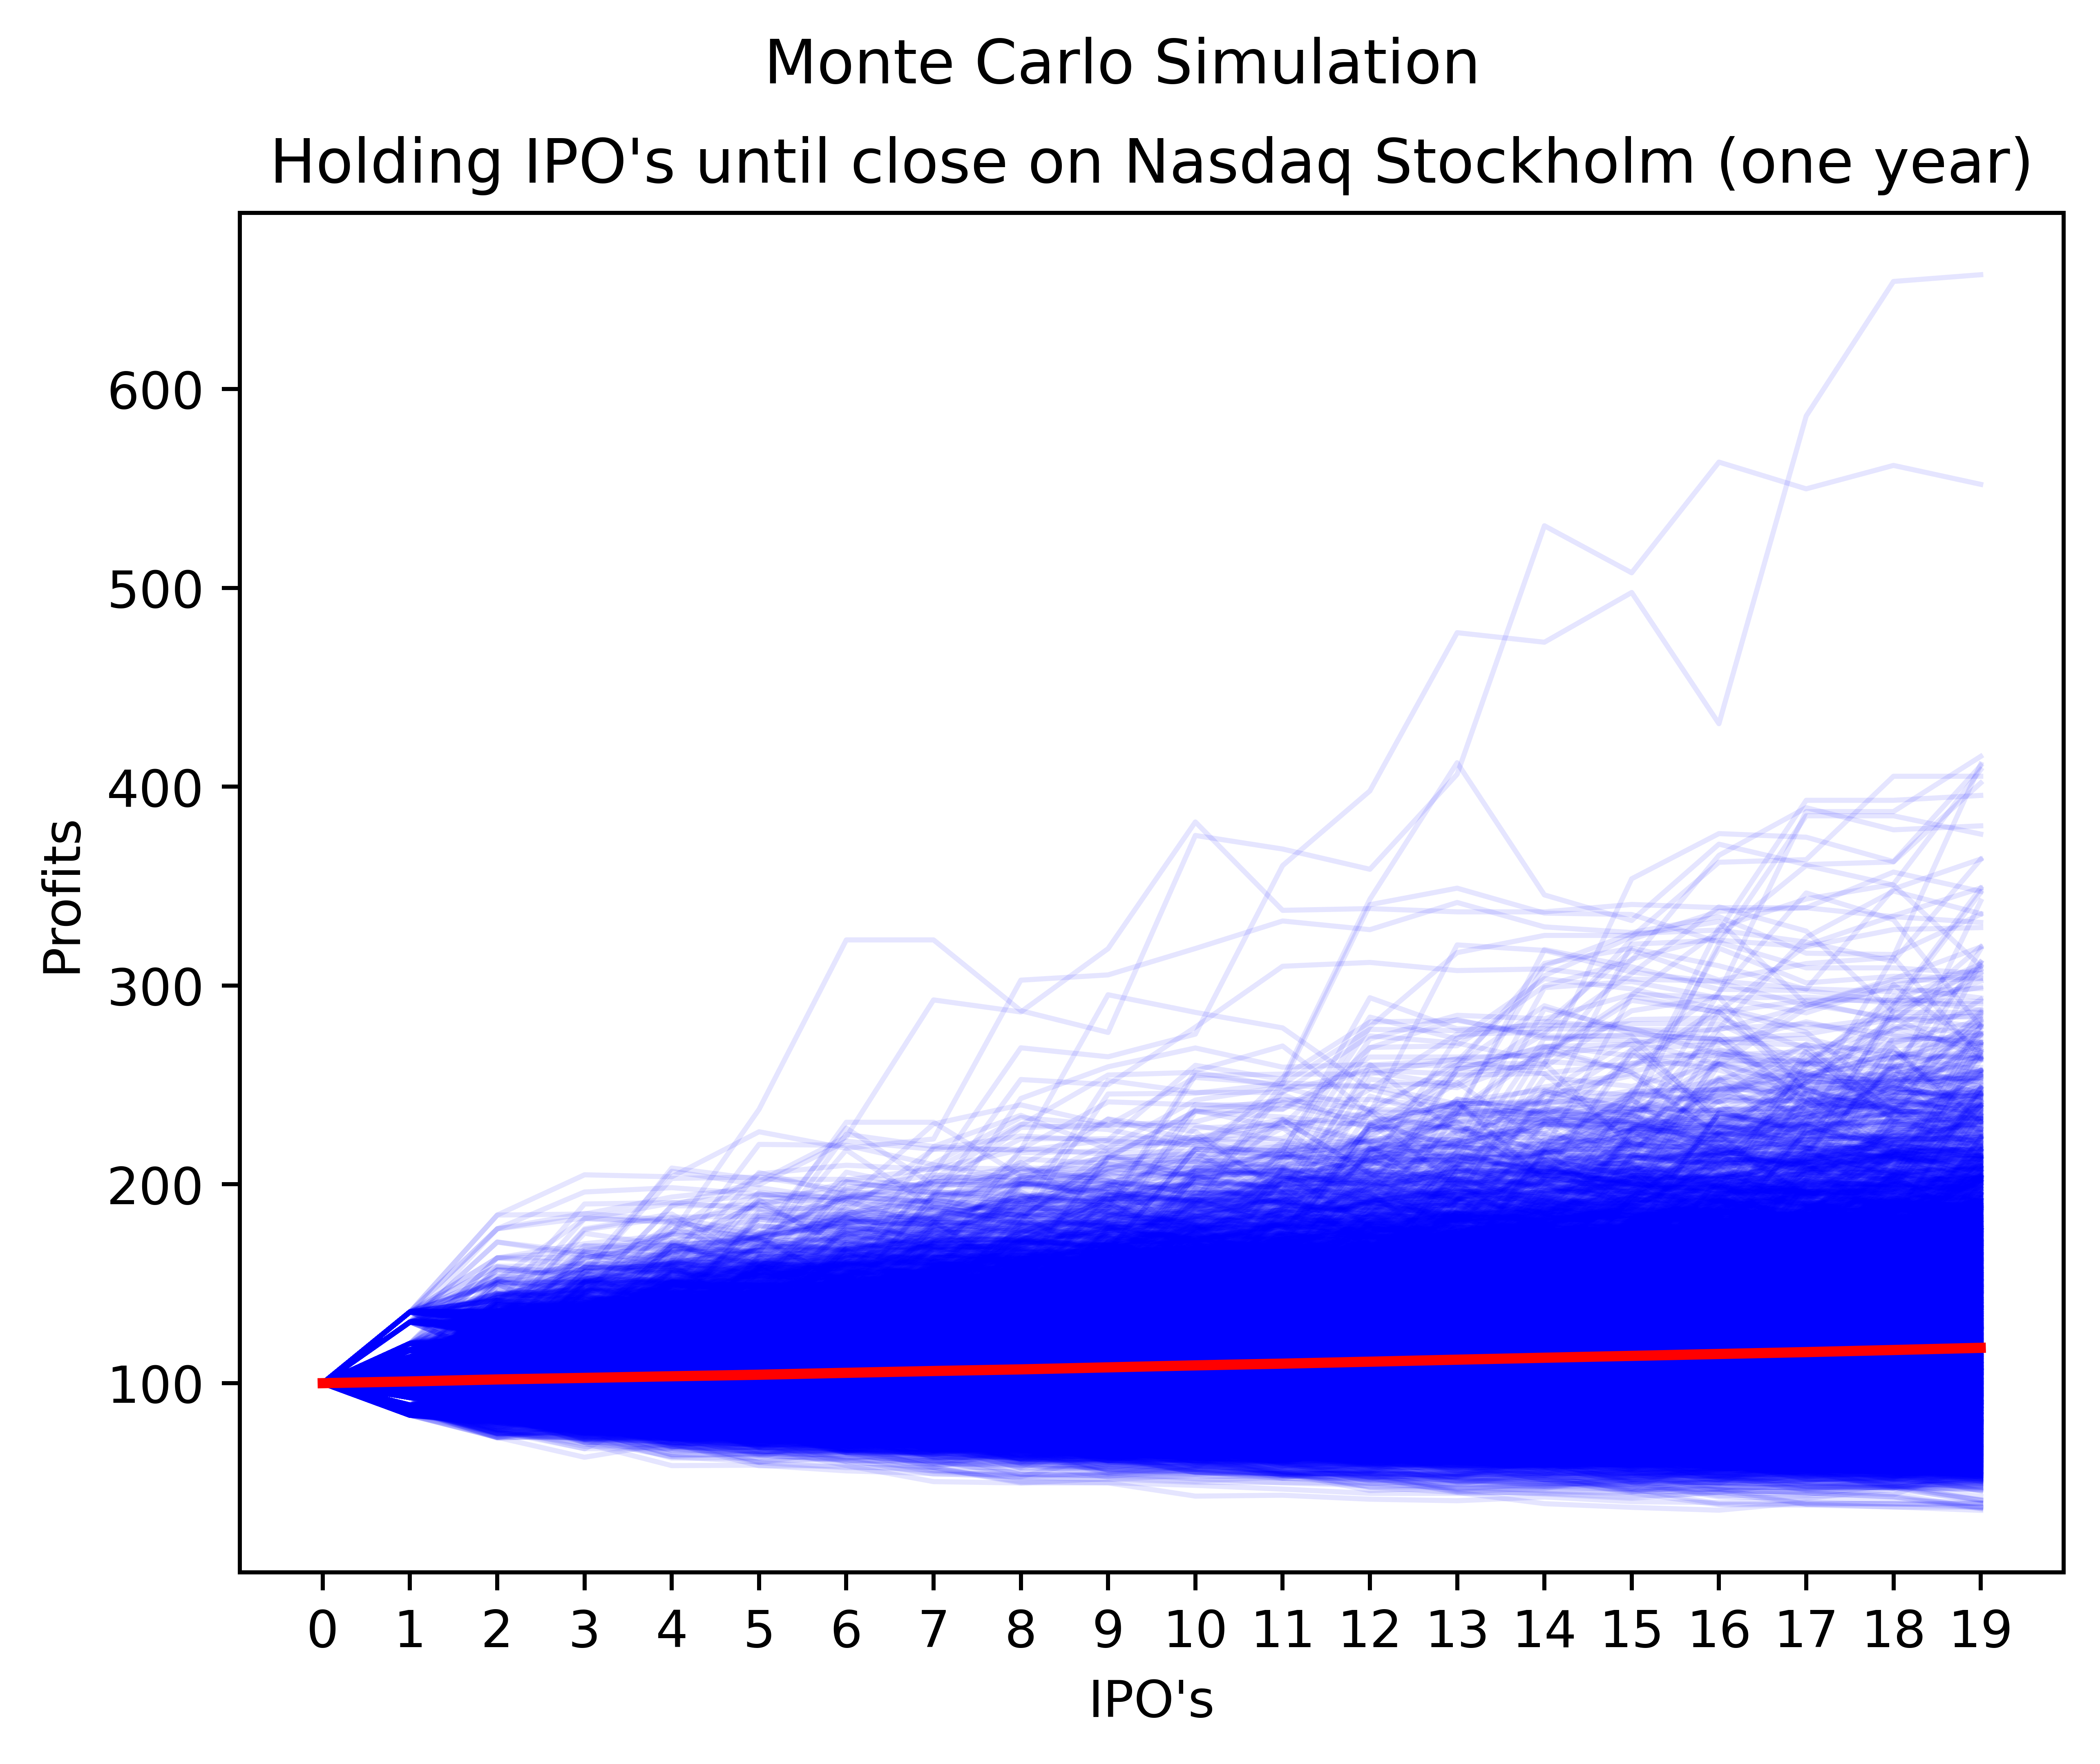 Monte Carlo Simulation
Holding IPO's until close on Nasdaq Stockholm (one year)
600
500
400
300
200
100
Profits
0 1 2 3 4 5 6 7 8 9 10 11 12 13 14 15 16 17 18 19
IPO's